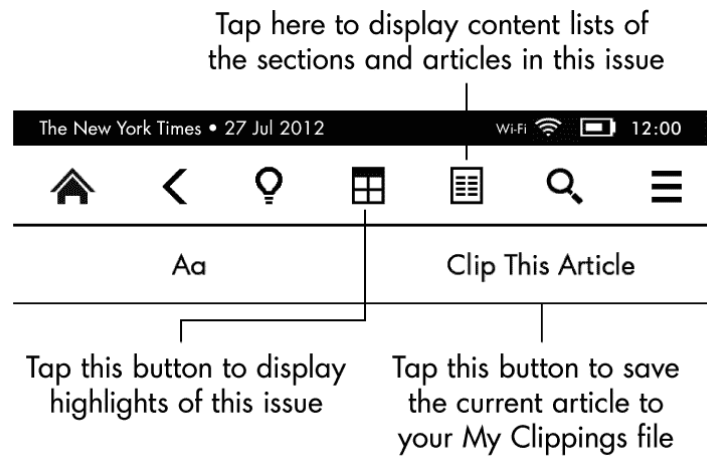 Tap here to display content lists of
the sections and articles in this issue
The New York Times • 27 Jul 2012 Wi-Fi 12:00
Aa Clip This Article
Tap this button to display
highlights of this issue
Tap this button to save
the current article to
your My Clippings file